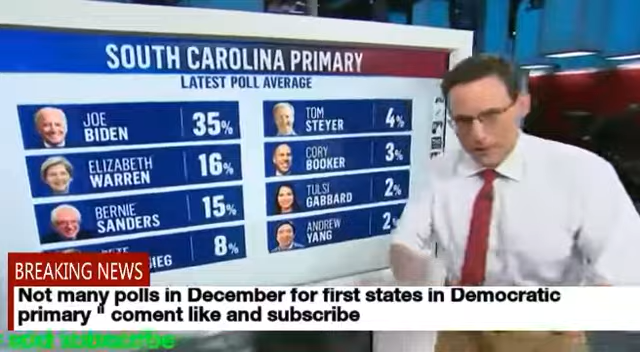 SOUTH CAROLINA PRIMARY
LATEST POLL AVERAGE
JOE BIDEN 35%
ELIZABETH WARREN 16%
BERNIE SANDERS 15%
8%
TOM STEYER 4%
CORY BOOKER 3%
TULSI GABBARD 2%
ANDREW YANG 2%
BREAKING NEWS
Not many polls in December for first states in Democratic
primary " coment like and subscribe
subscribe